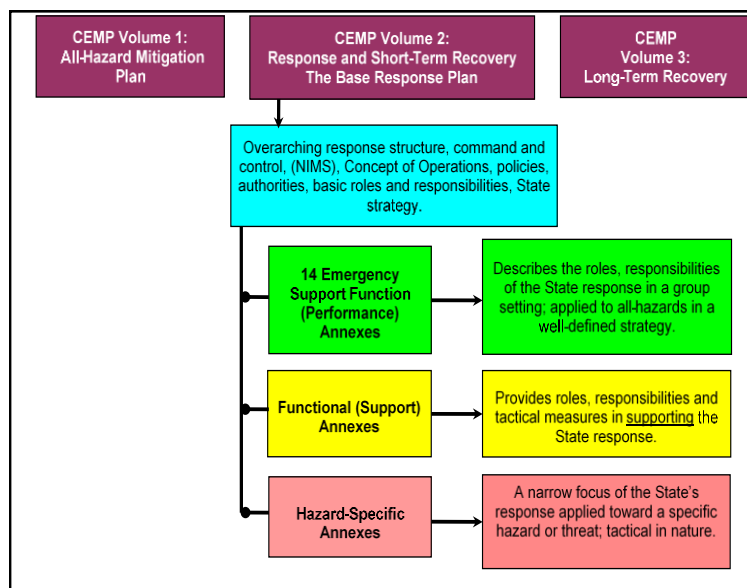 CEMP Volume 1:
All-Hazard Mitigation
Plan
CEMP Volume 2:
Response and Short-Term Recovery
The Base Response Plan
CEMP
Volume 3:
Long-Term Recovery
Overarching response structure, command and
control, (NIMS), Concept of Operations, policies,
authorities, basic roles and responsibilities, State
strategy.
14 Emergency
Support Function
(Performance)
Annexes
Describes the roles, responsibilities
of the State response in a group
setting; applied to all-hazards in a
well-defined strategy.
Functional (Support)
Annexes
Provides roles, responsibilities and
tactical measures in supporting the
State response.
Hazard-Specific
Annexes
A narrow focus of the State's
response applied toward a specific
hazard or threat; tactical in nature.